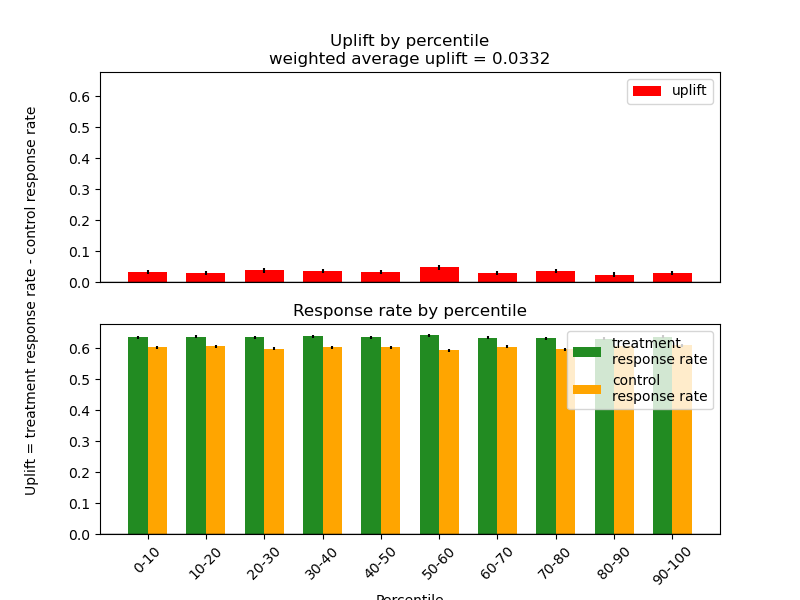 Uplift by percentile
weighted average uplift = 0.0332
uplift
0.6
0.5
0.4
0.3
0.2
0.1
0.0
Uplift = treatment response rate - control response rate
Response rate by percentile
treatment
response rate
control
response rate
0.6
0.5
0.4
0.3
0.2
0.1
0.0
0-10
10-20
20-30
30-40
40-50
50-60
60-70
70-80
80-90
90-100
Percentile